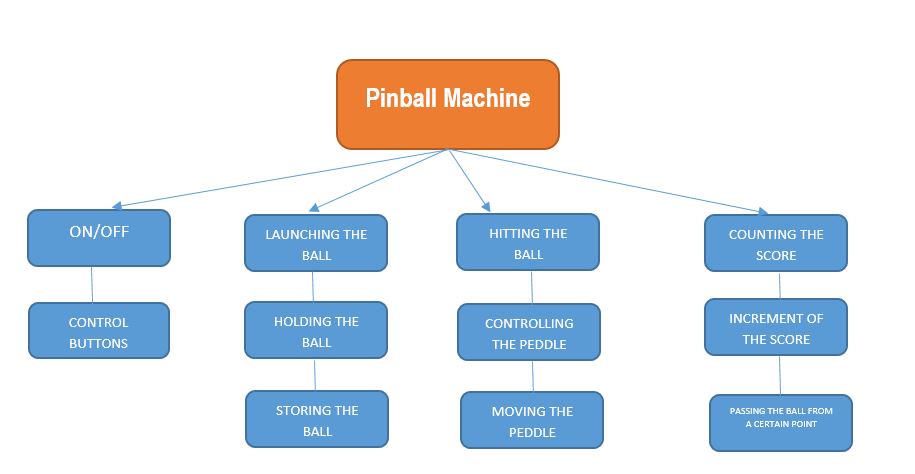 Pinball Machine
ON/OFF
CONTROL
BUTTONS
LAUNCHING THE
BALL
HOLDING THE
BALL
STORING THE
BALL
HITTING THE
BALL
CONTROLLING
THE PEDDLE
MOVING THE
PEDDLE
COUNTING THE
SCORE
INCREMENT OF
THE SCORE
PASSING THE BALL FROM
A CERTAIN POINT